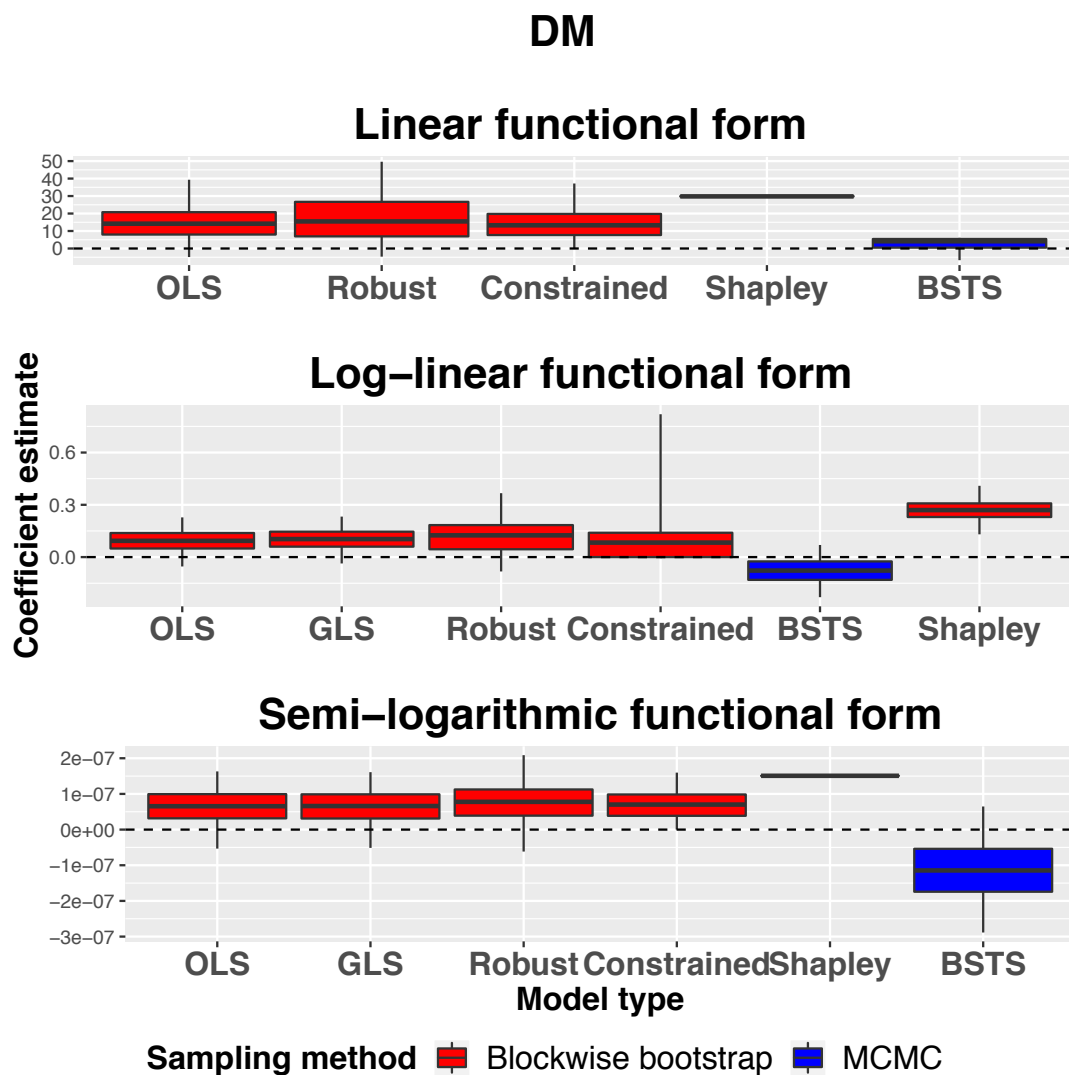 DM
Linear functional form
50
40
30
20
10
0
OLS Robust Constrained Shapley BSTS
Coefficient estimate
Log−linear functional form
0.6
0.3
0.0
OLS GLS Robust Constrained BSTS Shapley
Semi−logarithmic functional form
2e−07
1e−07
0e+00
−1e−07
−2e−07
−3e−07
OLS GLS Robust Constrained Shapley BSTS
Model type
Sampling method Blockwise bootstrap MCMC